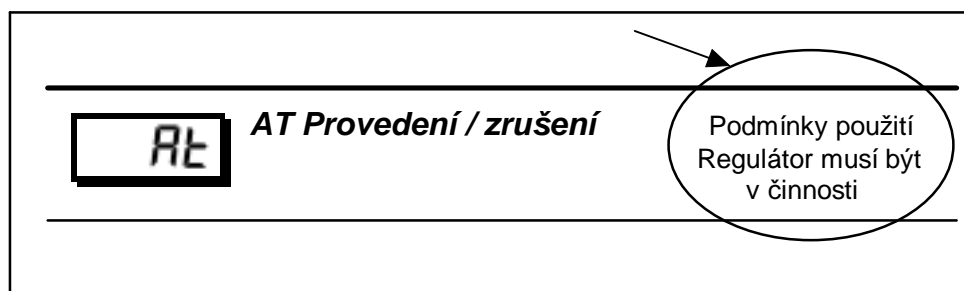 At
AT Provedení / zrušení
Podmínky použití
Regulátor musí být
v činnosti